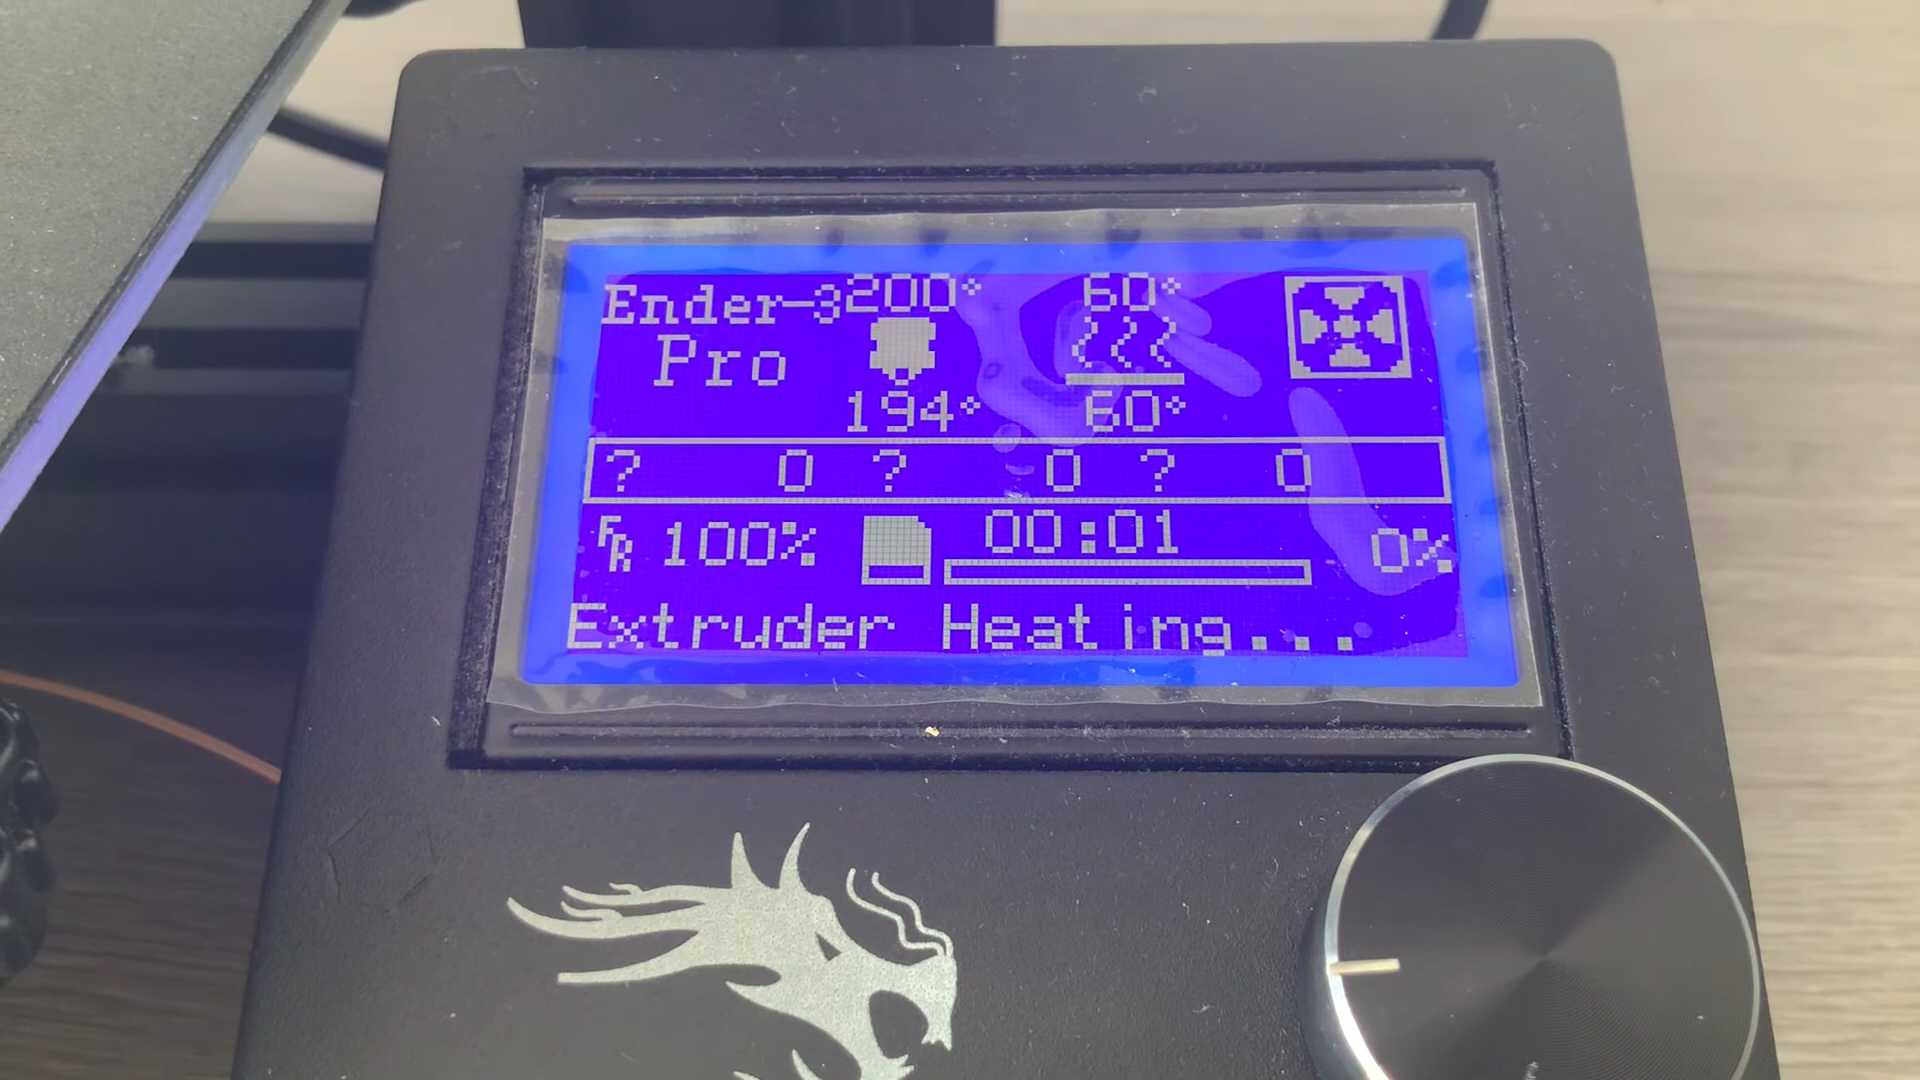 Ender-3 200° 60°
Pro
194° 60°
? 0 ? 0 ? 0
FR 100% 00:01 0%
Extruder Heating...